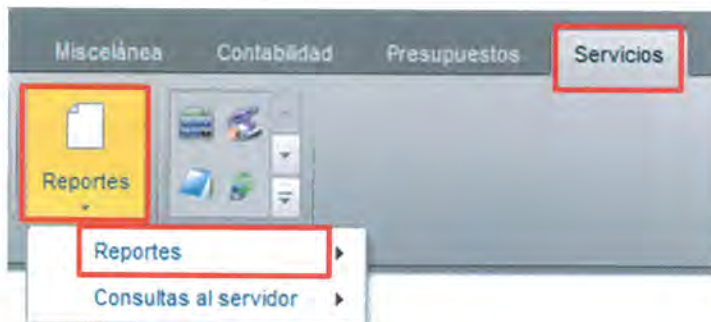 Miscelánea Contabilidad Presupuestos Servicios
Reportes
Reportes
Consultas al servidor